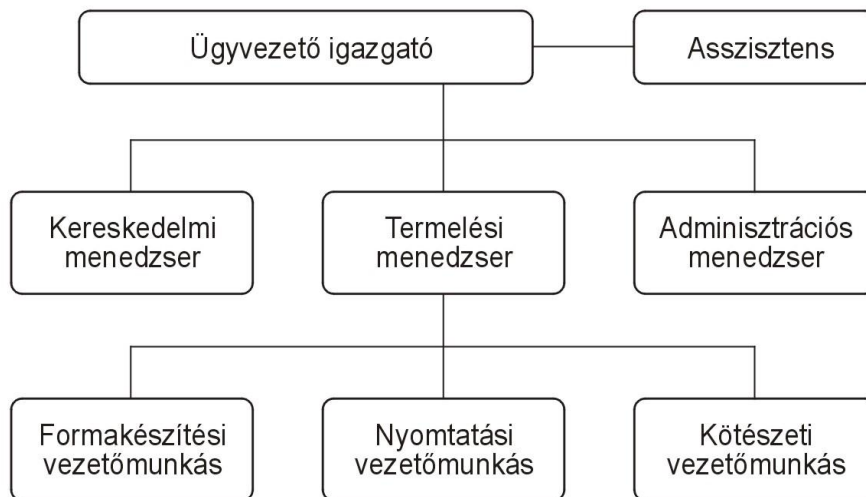 Ügyvezető igazgató
Asszisztens
Kereskedelmi
menedzser
Termelési
menedzser
Adminisztrációs
menedzser
Formakészítési
vezetőmunkás
Nyomtatási
vezetőmunkás
Kötészeti
vezetőmunkás